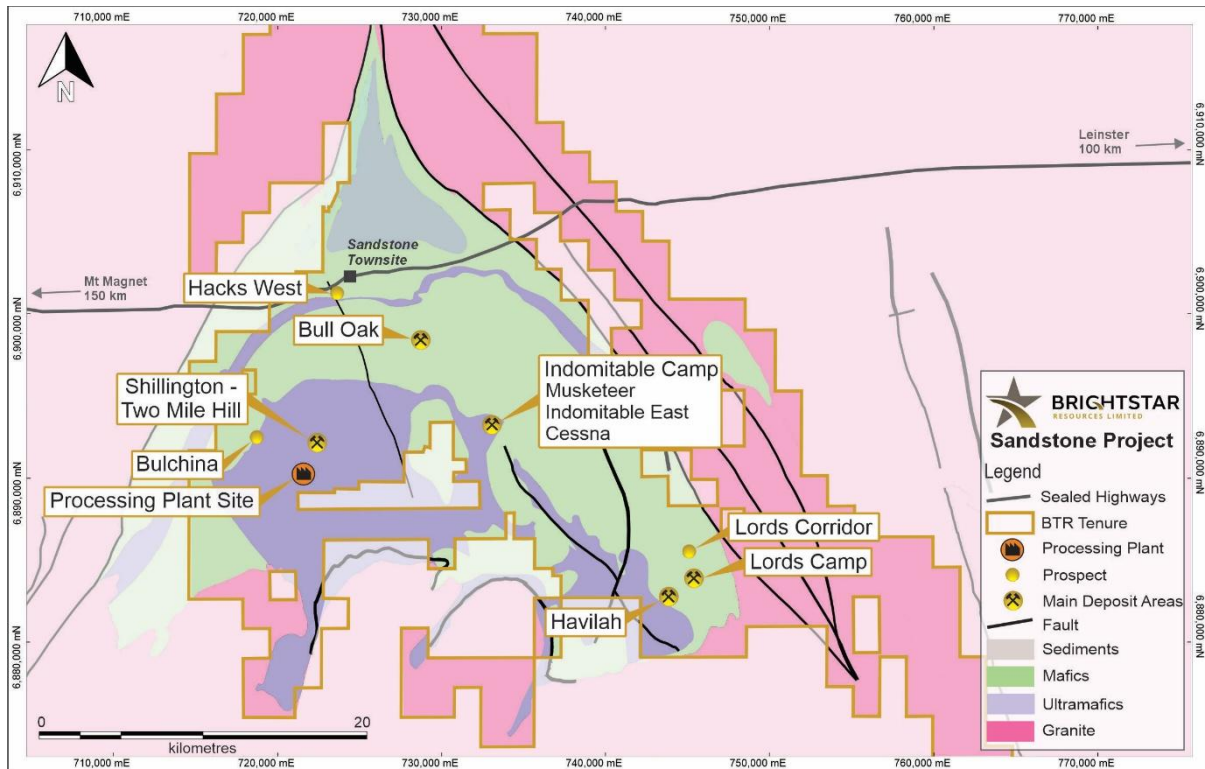 710,000 mE
720,000 mE
730,000 mE
740,000 mE
750,000 mE
760,000 mE
770,000 mE
N
6,910,000 mN
6,910,000 mN
Leinster
100 km
Sandstone
Townsite
Mt Magnet
150 km
Hacks West
6,900,000 mN
6,900,000 mN
Bull Oak
Indomitable Camp
Musketeer
Indomitable East
Cessna
Shillington -
Two Mile Hill
Bulchina
Processing Plant Site
6,890,000 mN
6,890,000 mN
Lords Corridor
Lords Camp
Havilah
6,880,000 mN
6,880,000 mN
BRIGHTSTAR
RESOURCES LIMITED
Sandstone Project
Legend
Sealed Highways
BTR Tenure
Processing Plant
Prospect
Main Deposit Areas
Fault
Sediments
Mafics
Ultramafics
Granite
0 20
kilometres
710,000 mE
720,000 mE
730,000 mE
740,000 mE
750,000 mE
760,000 mE
770,000 mE